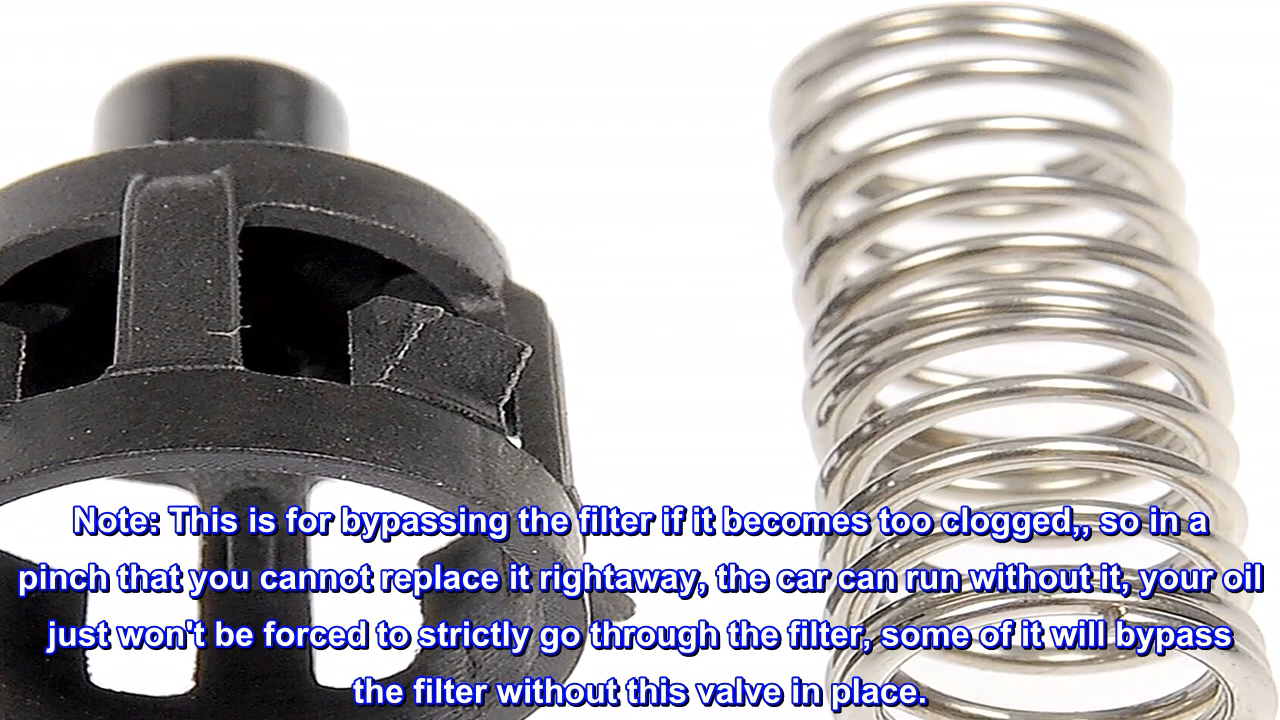 Note: This is for bypassing the filter if it becomes too clogged,, so in a
pinch that you cannot replace it rightaway, the car can run without it, your oil
just won't be forced to strictly go through the filter, some of it will bypass
the filter without this valve in place.